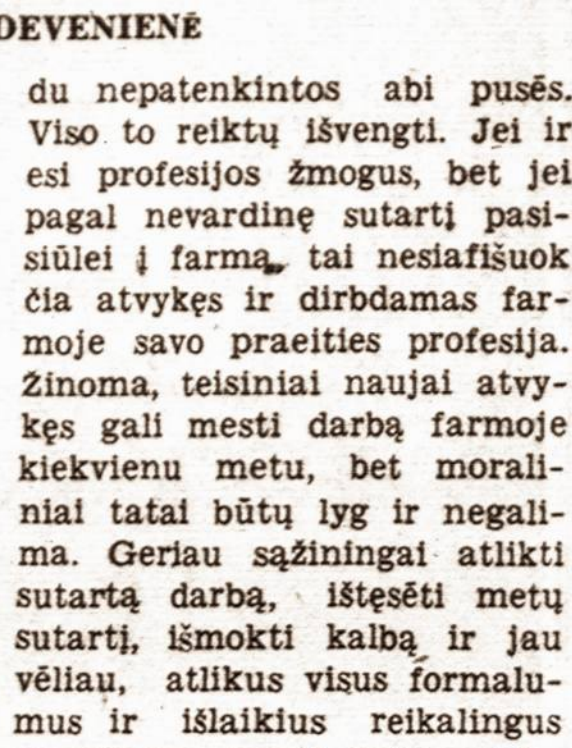 DEVENIENĖ
du nepatenkintos abi pusės.
Viso to reiktų išvengti. Jei ir
esi profesijos žmogus, bet jei
pagal nevardinę sutartį pasi-
siūlei į farmą, tai nesiafišuok
čia atvykęs ir dirbdamas far-
moje savo praeities profesija.
Žinoma, teisiniai naujai atvy-
kęs gali mesti darbą farmoje
kiekvienu metu, bet morali-
niai tatai būtų lyg ir negali-
ma. Geriau sąžiningai atlikti
sutartą darbą, ištęsėti metų
sutartį, išmokti kalbą ir jau
vėliau, atlikus visus formalu-
mus ir išlaikius reikalingus